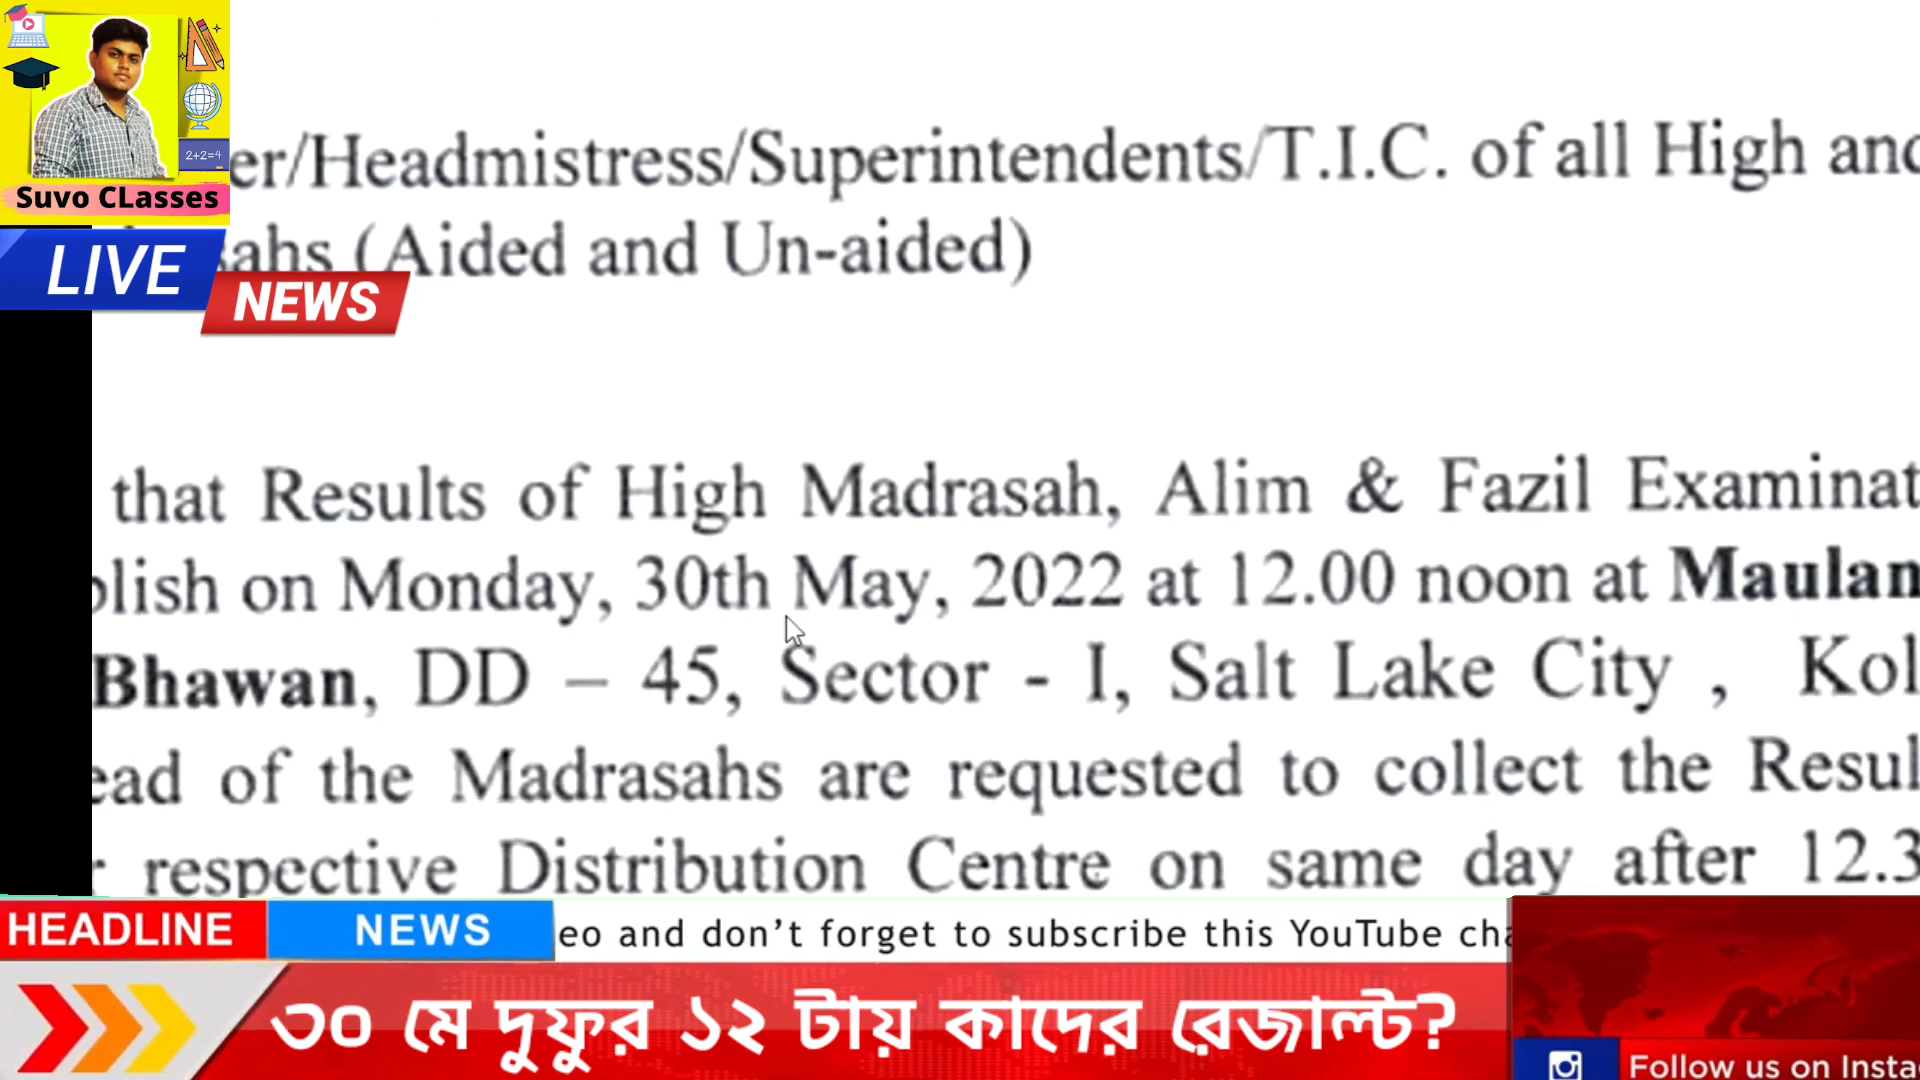 2+2=4
Suvo CLasses
LIVE
NEWS
er/Headmistress/Superintendents/T.I.C. of all High and
sahs (Aided and Un-aided)
that Results of High Madrasah, Alim & Fazil Examinat
blish on Monday, 30th May, 2022 at 12.00 noon at Maulan
Bhawan, DD – 45, Sector - I, Salt Lake City , Kol
ead of the Madrasahs are requested to collect the Resul
r respective Distribution Centre on same day after 12.3
HEADLINE NEWS eo and don’t forget to subscribe this YouTube cha
৩০ মে দুফুর ১২ টায় কাদের রেজাল্ট?
Follow us on Insta